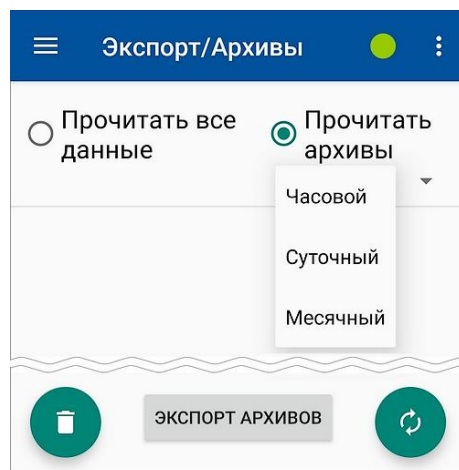 Экспорт/Архивы
Прочитать все
данные
Прочитать
архивы
Часовой
Суточный
Месячный
ЭКСПОРТ АРХИВОВ